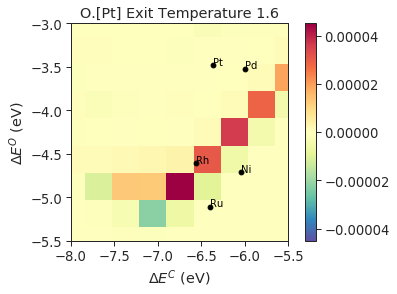 O.[Pt] Exit Temperature 1.6
−3.0
−3.5
−4.0
−4.5
−5.0
−5.5
ΔE^O (eV)
Pt
Pd
Rh
Ni
Ru
−8.0 −7.5 −7.0 −6.5 −6.0 −5.5
ΔE^C (eV)
0.00004
0.00002
0.00000
−0.00002
−0.00004